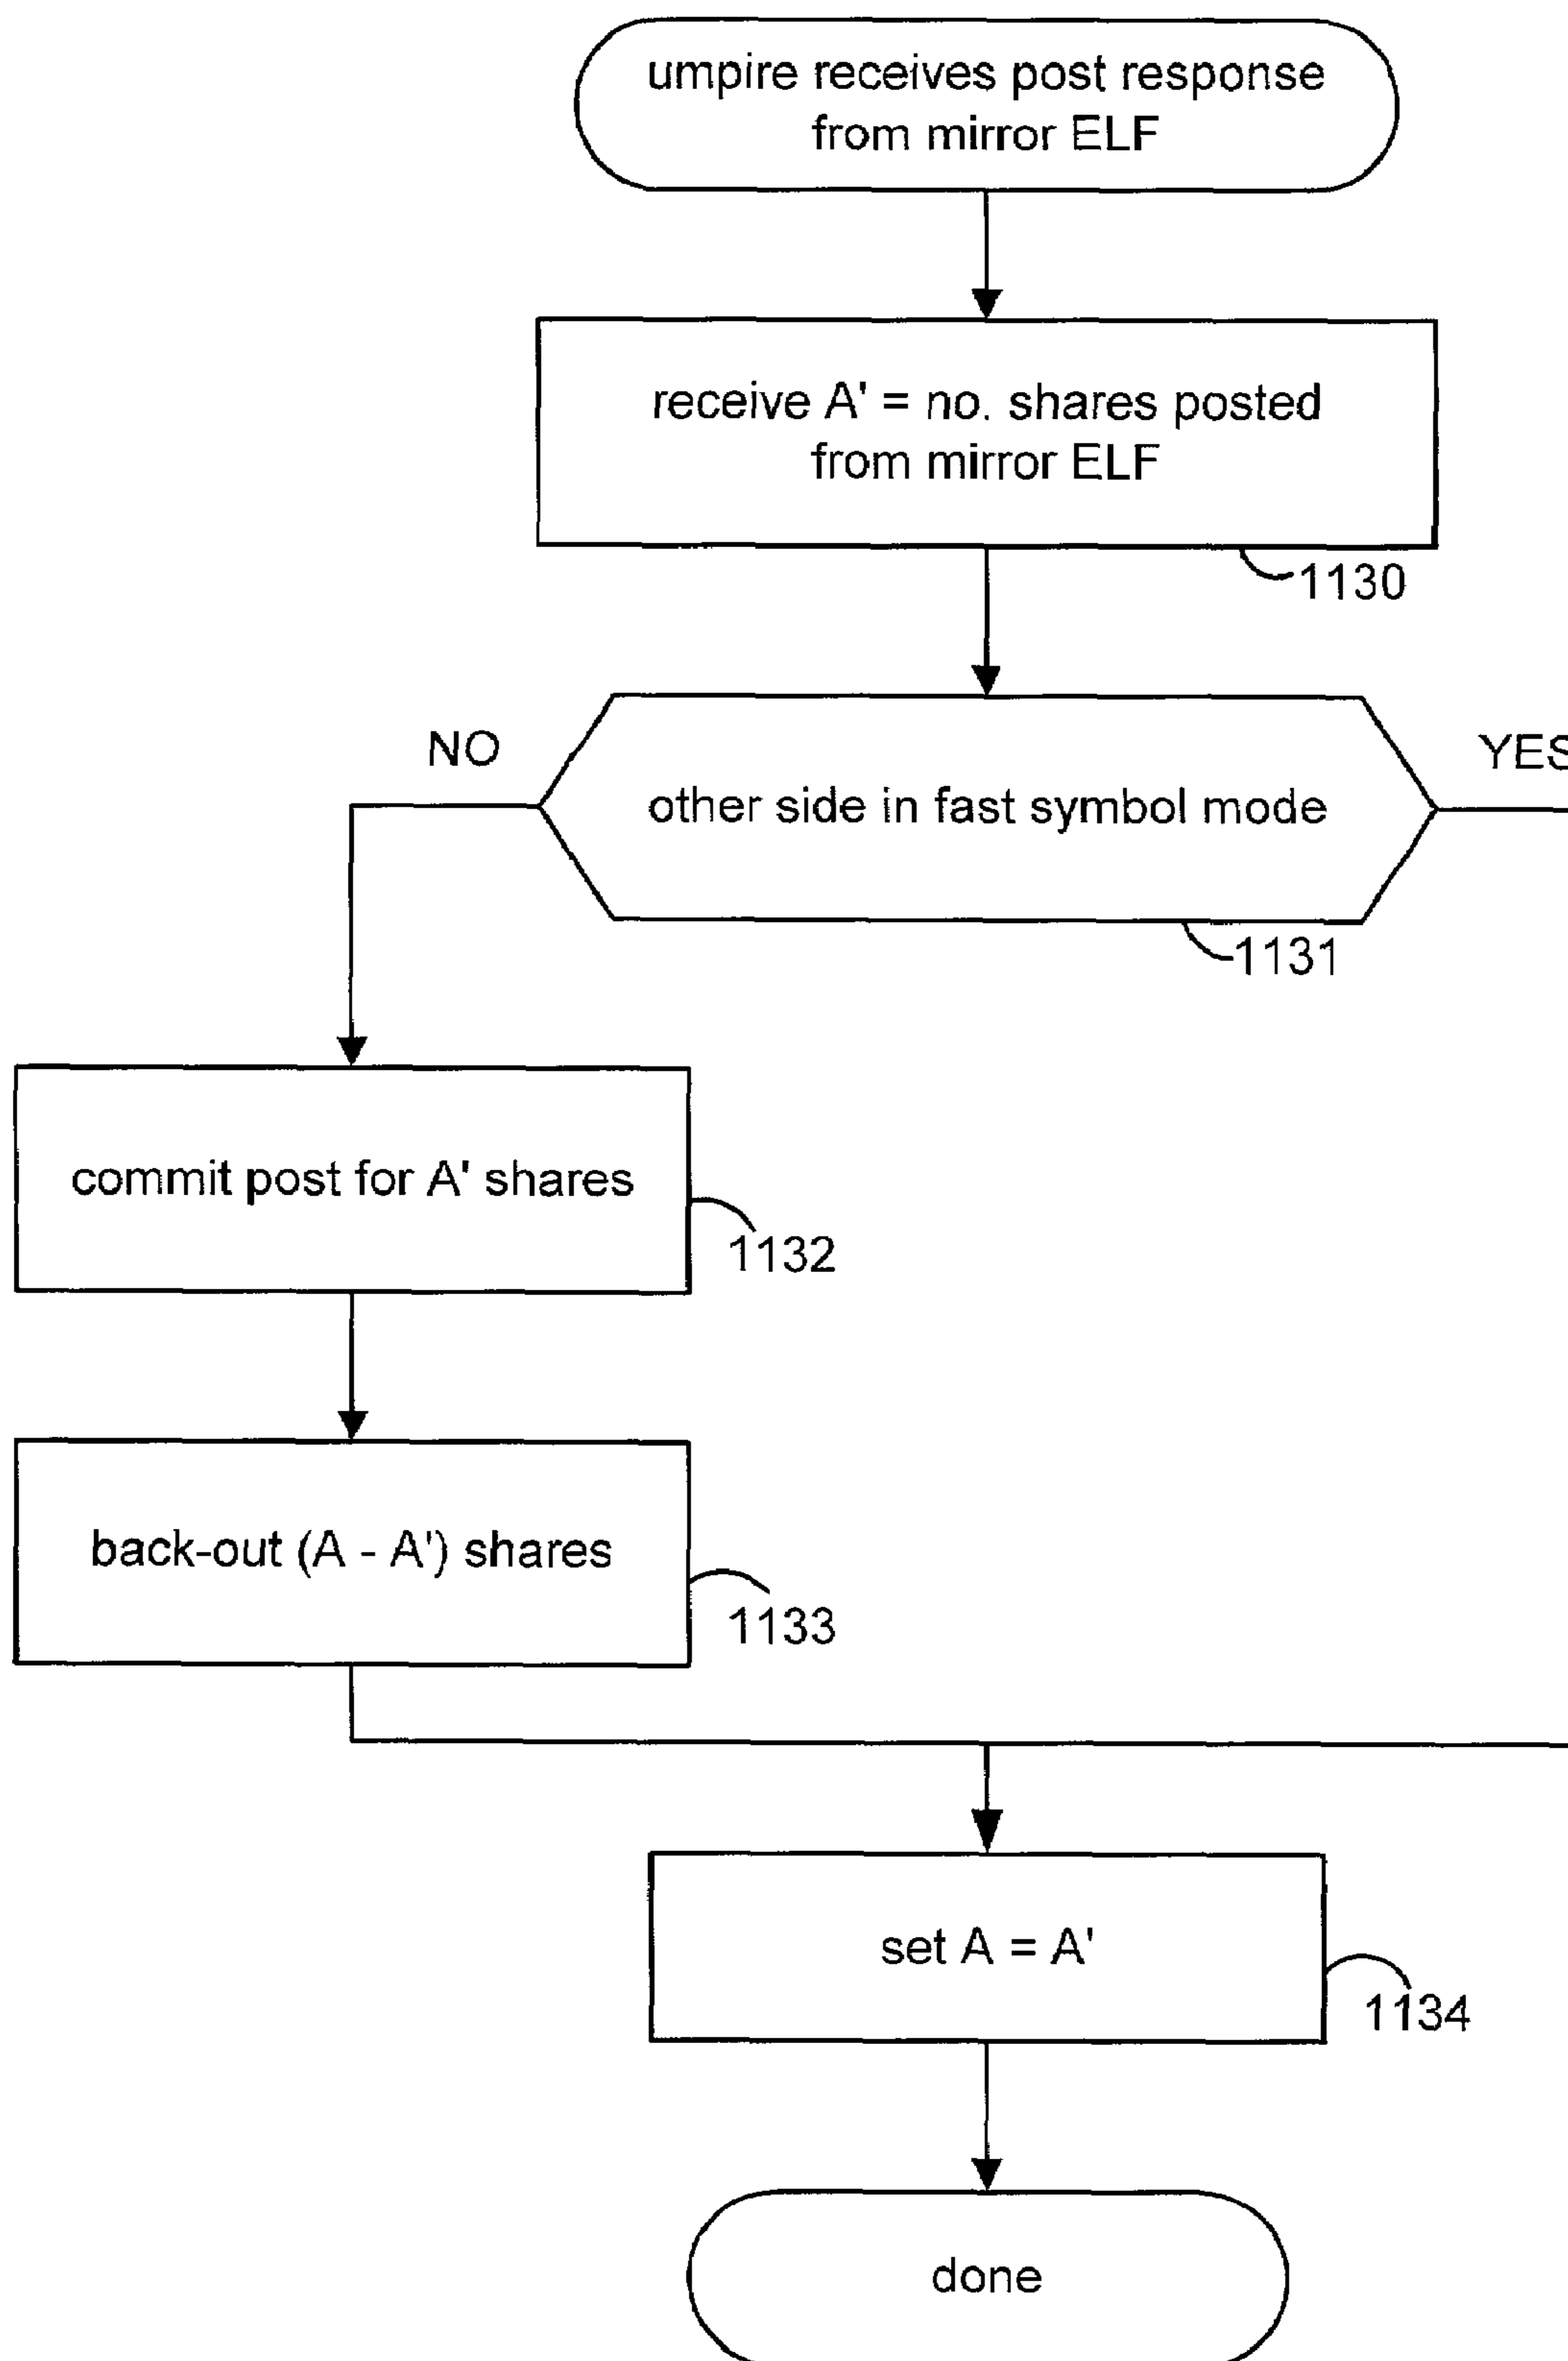 umpire receives post response
from mirror ELF
receive A' = no. shares posted
from mirror ELF
1130
NO
YES
other side in fast symbol mode
1131
commit post for A' shares
1132
back-out (A - A') shares
1133
set A = A'
1134
done